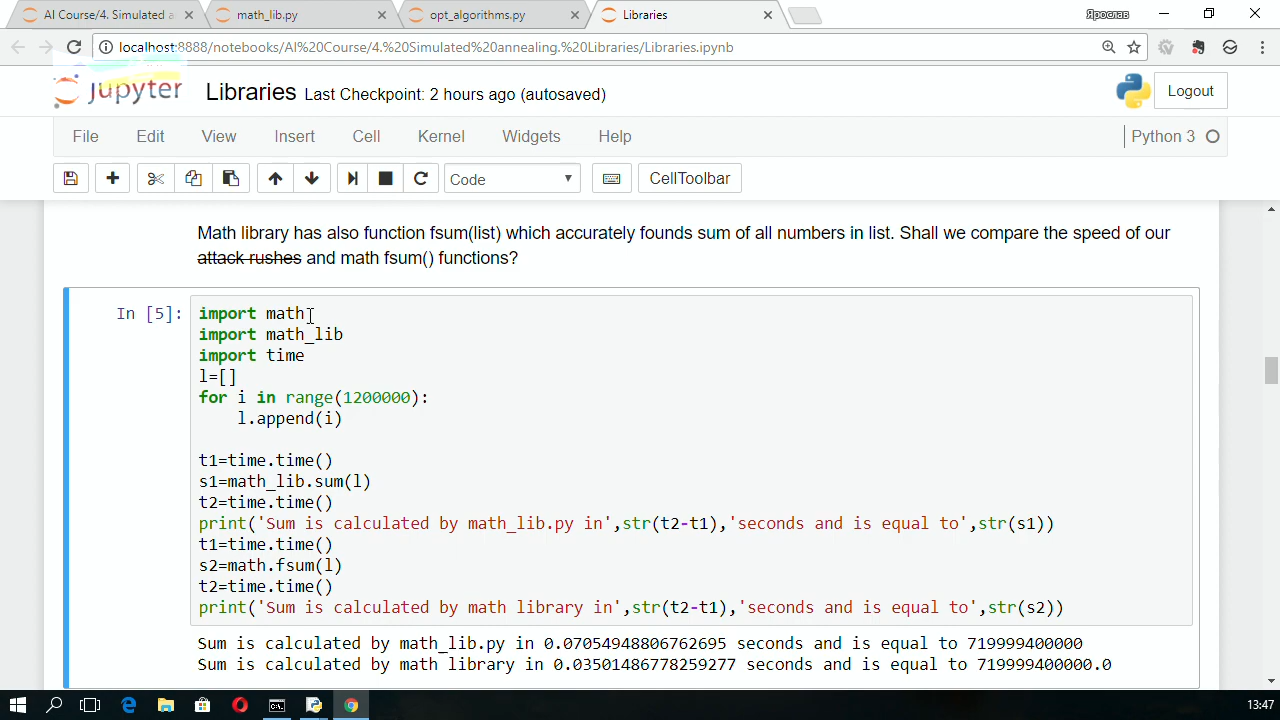 AI Course/4. Simulated a
math_lib.py
opt_algorithms.py
Libraries
Ярослав
localhost:8888/notebooks/AI%20Course/4.%20Simulated%20annealing.%20Libraries/Libraries.ipynb
jupyter
Libraries Last Checkpoint: 2 hours ago (autosaved)
Logout
File Edit View Insert Cell Kernel Widgets Help
Python 3
Code
CellToolbar
Math library has also function fsum(list) which accurately founds sum of all numbers in list. Shall we compare the speed of our
attack rushes and math fsum() functions?
In [5]:
import math
import math_lib
import time
l=[]
for i in range(1200000):
    l.append(i)
t1=time.time()
s1=math_lib.sum(l)
t2=time.time()
print('Sum is calculated by math_lib.py in',str(t2-t1),'seconds and is equal to',str(s1))
t1=time.time()
s2=math.fsum(l)
t2=time.time()
print('Sum is calculated by math library in',str(t2-t1),'seconds and is equal to',str(s2))
Sum is calculated by math_lib.py in 0.07054948806762695 seconds and is equal to 719999400000
Sum is calculated by math library in 0.03501486778259277 seconds and is equal to 719999400000.0
13:47